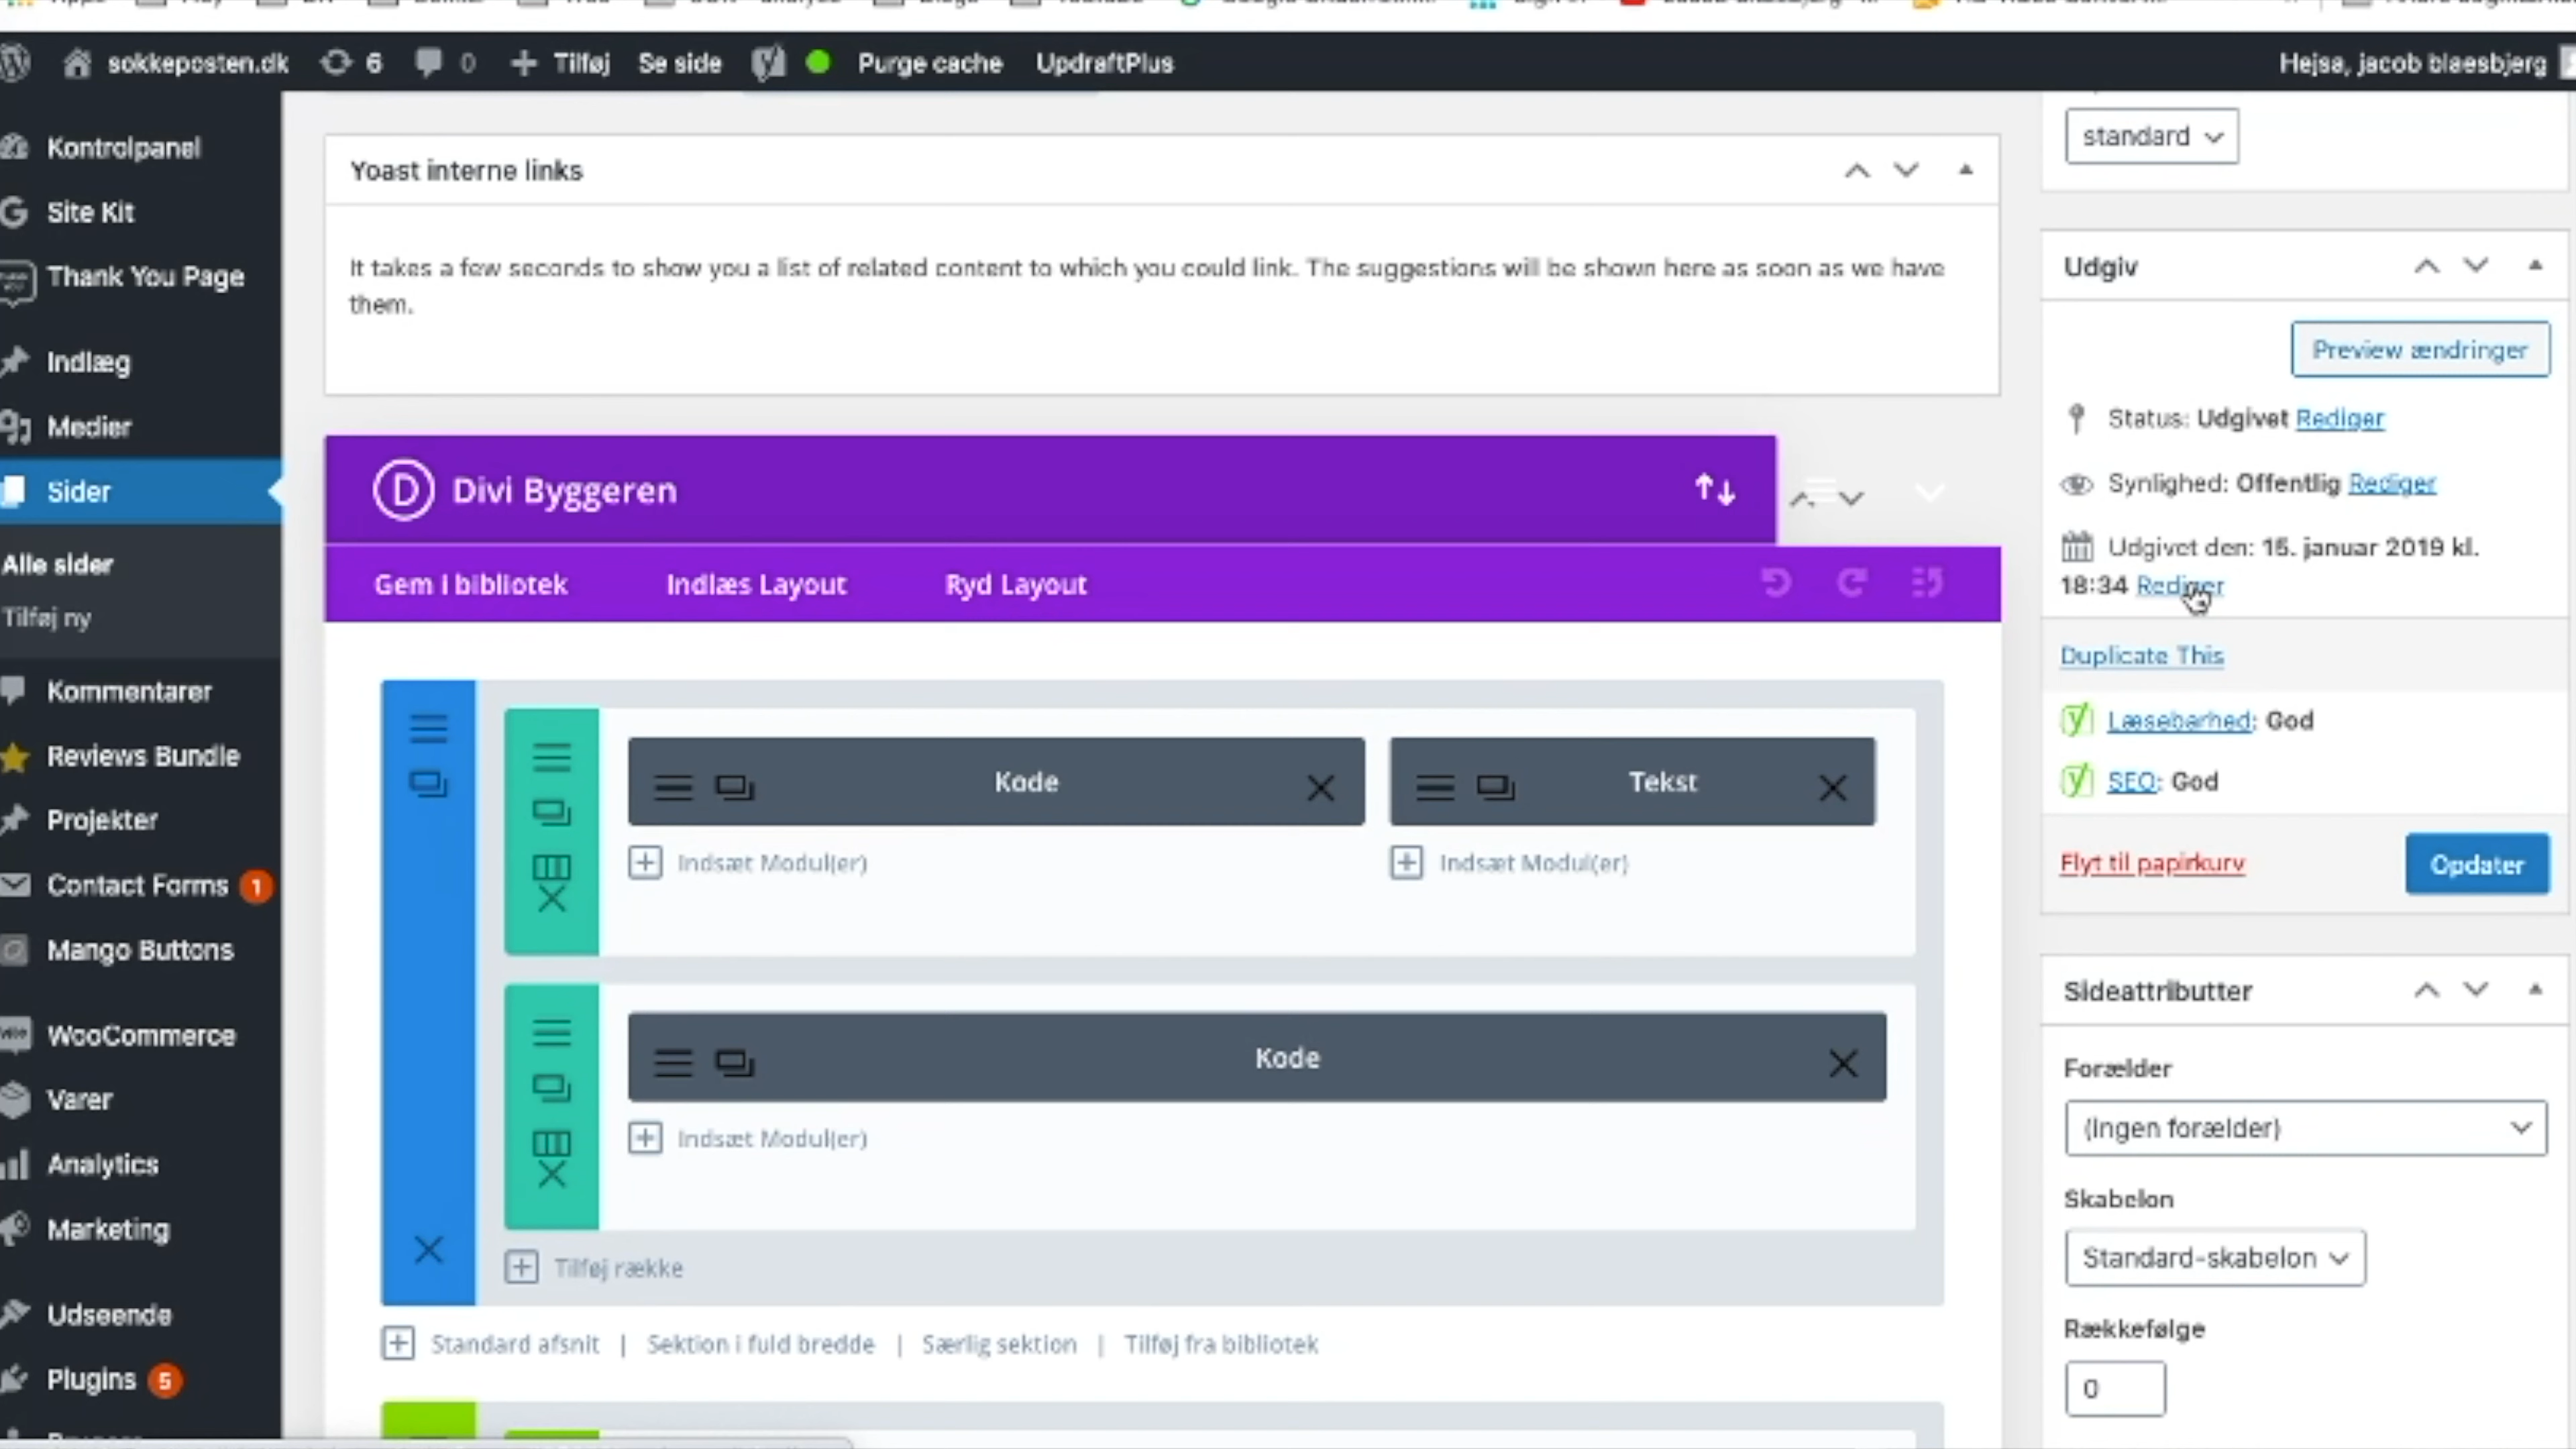 sokkeposten.dk 6 0 Tilføj Se side Purge cache UpdraftPlus Hejsa, jacob blaesbjerg
Kontrolpanel
Site Kit
Thank You Page
Indlæg
Medier
Sider
Alle sider
Tilføj ny
Kommentarer
Reviews Bundle
Projekter
Contact Forms 1
Mango Buttons
WooCommerce
Varer
Analytics
Marketing
Udseende
Plugins 5
Yoast interne links
It takes a few seconds to show you a list of related content to which you could link. The suggestions will be shown here as soon as we have
them.
Divi Byggeren
Gem i bibliotek Indlæs Layout Ryd Layout
Kode Tekst
Indsæt Modul(er) Indsæt Modul(er)
Kode
Indsæt Modul(er)
Tilføj række
Standard afsnit | Sektion i fuld bredde | Særlig sektion | Tilføj fra bibliotek
standard
Udgiv
Preview ændringer
Status: Udgivet Rediger
Synlighed: Offentlig Rediger
Udgivet den: 15. januar 2019 kl.
18:34 Rediger
Duplicate This
Læsebarhed: God
SEO: God
Flyt til papirkurv Opdater
Sideattributter
Forælder
(ingen forælder)
Skabelon
Standard-skabelon
Rækkefølge
0